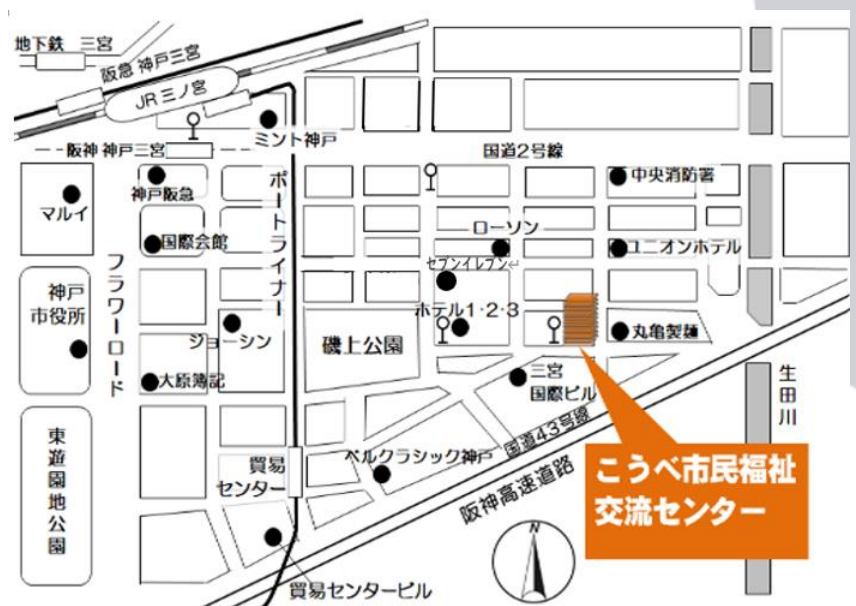 地下鉄 三宮
阪急 神戸三宮
JR 三ノ宮
ミント神戸
阪神 神戸三宮
国道2号線
マルイ
神戸阪急
ポートライナー
中央消防署
国際会館
ローソン
ユニオンホテル
フラワーロード
セブンイレブン↵
神戸
市役所
ジョーシン
磯上公園
ホテル1・2・3
丸亀製麺
大原簿記
三宮
国際ビル
生田川
東遊園地公園
貿易
センター
ベルクラシック神戸
国道43号線
阪神高速道路
こうべ市民福祉
交流センター
N
貿易センタービル